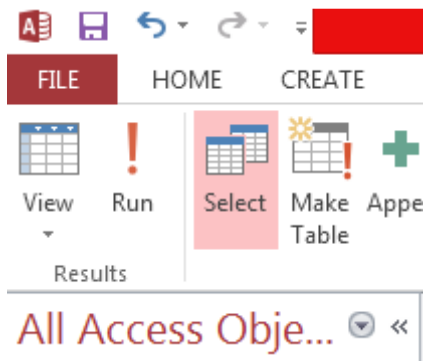 FILE HOME CREATE
View Run Select Make Table Appe
Results
All Access Obje... «